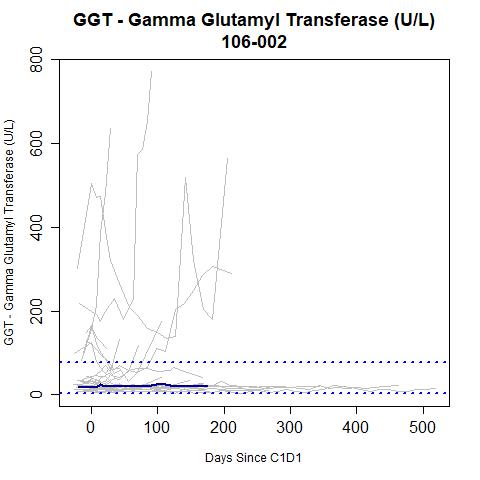 GGT - Gamma Glutamyl Transferase (U/L)
106-002
800
600
400
200
0
GGT - Gamma Glutamyl Transferase (U/L)
0 100 200 300 400 500
Days Since C1D1